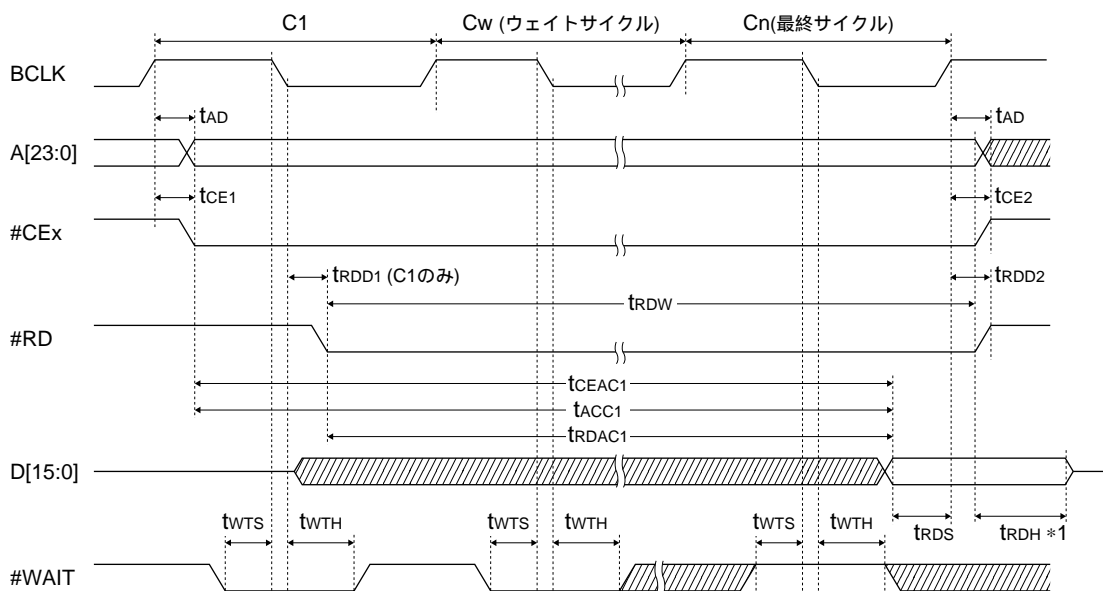 C1 Cw (ウェイトサイクル) Cn(最終サイクル)
BCLK
tAD tAD
A[23:0]
tCE1 tCE2
#CEx
tRDD1 (C1のみ) tRDD2
tRDW
#RD
tCEAC1
tACC1
tRDAC1
D[15:0]
tWTS tWTH tWTS tWTH tWTS tWTH tRDS tRDH *1
#WAIT